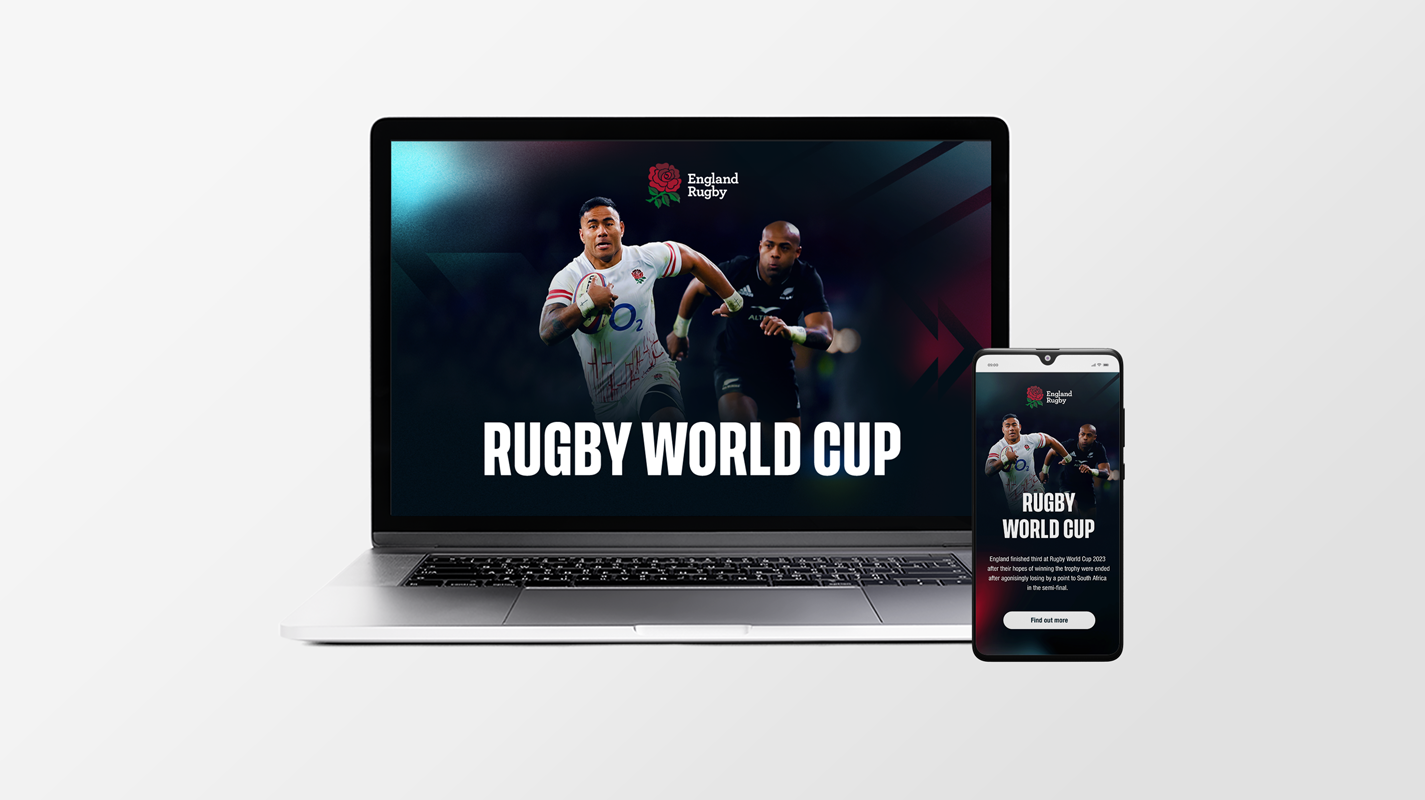 England
Rugby
O2
ALT
RUGBY WORLD CUP
England
Rugby
O2
RUGBY
WORLD CUP
England finished third at Rugby World Cup 2023
after their hopes of winning the trophy were ended
after agonisingly losing by a point to South Africa
in the semi-final.
Find out more